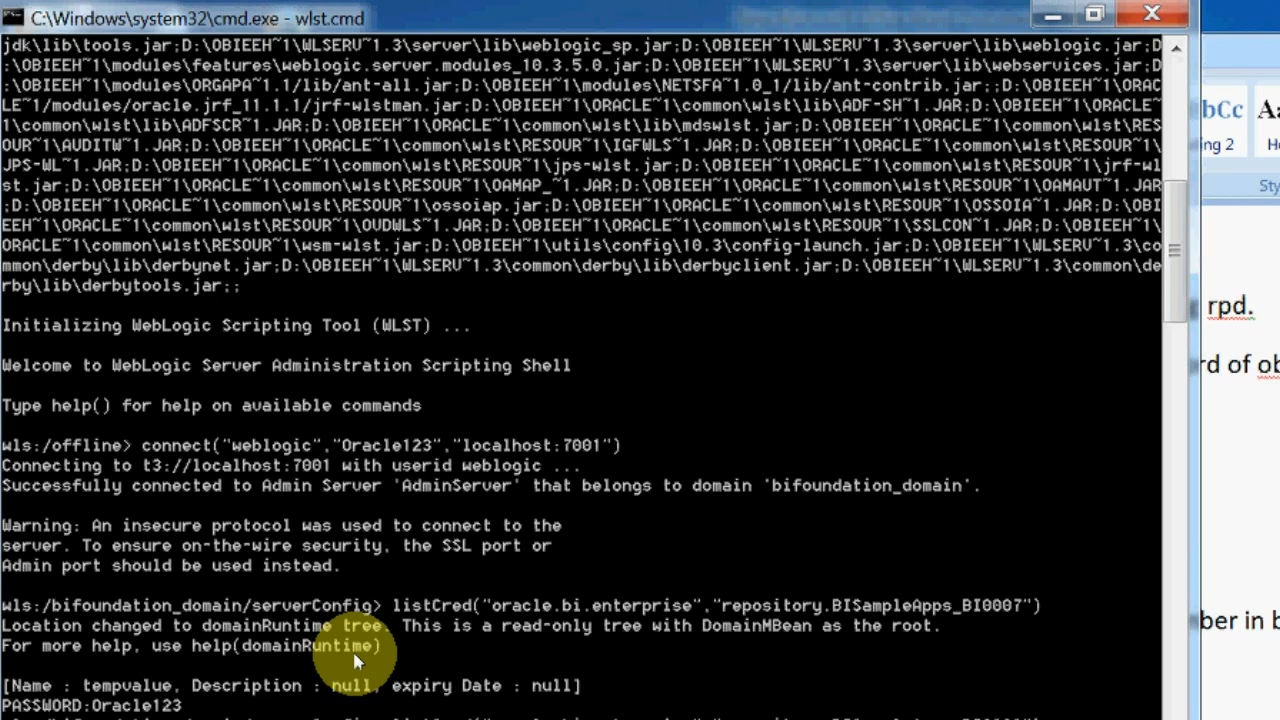 C:\Windows\system32\cmd.exe - wlst.cmd
jdk\lib\tools.jar;D:\OBIEEH~1\WLSERV~1.3\server\lib\weblogic_sp.jar;D:\OBIEEH~1\WLSERV~1.3\server\lib\weblogic.jar;D
:\OBIEEH~1\modules\features\weblogic.server.modules_10.3.5.0.jar;D:\OBIEEH~1\WLSERV~1.3\server\lib\webservices.jar;D
:\OBIEEH~1\modules\ORGAPA~1.1/lib/ant-all.jar;D:\OBIEEH~1\modules\NETSFA~1.0_1/lib/ant-contrib.jar;;D:\OBIEEH~1\ORAC
LE~1/modules/oracle.jrf_11.1.1/jrf-wlstman.jar;D:\OBIEEH~1\ORACLE~1\common\wlst\lib\ADF-SH~1.JAR;D:\OBIEEH~1\ORACLE~
1\common\wlst\lib\ADFSCR~1.JAR;D:\OBIEEH~1\ORACLE~1\common\wlst\lib\mdswlst.jar;D:\OBIEEH~1\ORACLE~1\common\wlst\RES
OUR~1\AUDITW~1.JAR;D:\OBIEEH~1\ORACLE~1\common\wlst\RESOUR~1\IGFWLS~1.JAR;D:\OBIEEH~1\ORACLE~1\common\wlst\RESOUR~1\
JPS-WL~1.JAR;D:\OBIEEH~1\ORACLE~1\common\wlst\RESOUR~1\jps-wlst.jar;D:\OBIEEH~1\ORACLE~1\common\wlst\RESOUR~1\jrf-wl
st.jar;D:\OBIEEH~1\ORACLE~1\common\wlst\RESOUR~1\OAMAP_~1.JAR;D:\OBIEEH~1\ORACLE~1\common\wlst\RESOUR~1\OAMAUT~1.JAR
;D:\OBIEEH~1\ORACLE~1\common\wlst\RESOUR~1\ossoiap.jar;D:\OBIEEH~1\ORACLE~1\common\wlst\RESOUR~1\OSSOIA~1.JAR;D:\OBI
EEH~1\ORACLE~1\common\wlst\RESOUR~1\OUDWLS~1.JAR;D:\OBIEEH~1\ORACLE~1\common\wlst\RESOUR~1\SSLCON~1.JAR;D:\OBIEEH~1\
ORACLE~1\common\wlst\RESOUR~1\wsm-wlst.jar;D:\OBIEEH~1\utils\config\10.3\config-launch.jar;D:\OBIEEH~1\WLSERV~1.3\co
mmon\derby\lib\derbynet.jar;D:\OBIEEH~1\WLSERV~1.3\common\derby\lib\derbyclient.jar;D:\OBIEEH~1\WLSERV~1.3\common\de
rby\lib\derbytools.jar;;
Initializing WebLogic Scripting Tool (WLST) ...
Welcome to WebLogic Server Administration Scripting Shell
Type help() for help on available commands
wls:/offline> connect("weblogic","Oracle123","localhost:7001")
Connecting to t3://localhost:7001 with userid weblogic ...
Successfully connected to Admin Server 'AdminServer' that belongs to domain 'bifoundation_domain'.
Warning: An insecure protocol was used to connect to the
server. To ensure on-the-wire security, the SSL port or
Admin port should be used instead.
wls:/bifoundation_domain/serverConfig> listCred("oracle.bi.enterprise","repository.BISampleApps_BI0007")
Location changed to domainRuntime tree. This is a read-only tree with DomainMBean as the root.
For more help, use help(domainRuntime)
[Name : tempvalue, Description : null, expiry Date : null]
PASSWORD:Oracle123
bCc
Aa
ing 2
He
Sty
rpd.
rd of ob
ber in b